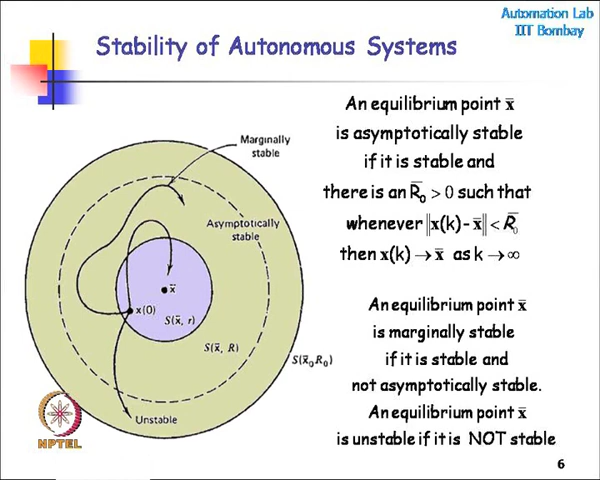 Automation Lab
IIT Bombay
Stability of Autonomous Systems
An equilibrium point x̄
is asymptotically stable
if it is stable and
there is an R̄₀ > 0 such that
whenever ‖x(k) - x̄‖ < R̄₀
then x(k) → x̄ as k → ∞
An equilibrium point x̄
is marginally stable
if it is stable and
not asymptotically stable.
An equilibrium point x̄
is unstable if it is NOT stable
Marginally
stable
Asymptotically
stable
x̄
x(0)
S(x̄, r)
S(x̄, R)
S(x̄₀R₀)
Unstable
NPTEL
6